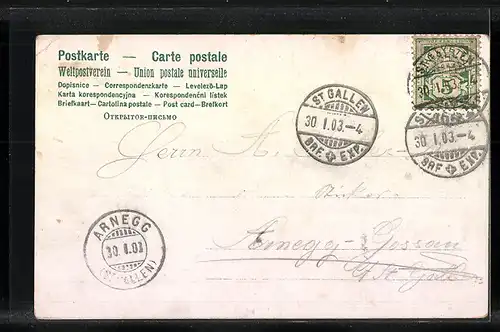 Postkarte — Carte postale
Weltpostverein — Union postale universelle
Dopisnice – Correspondenzkarte – Levelező-Lap
Karta korespondencyjna – Korespondenční lístek
Briefkaart – Cartolina postale – Post card – Brefkort
Открытое письмо
ST. GALLEN
30.I.03.–4
BRF. EXP.
ST. GALLEN
30.I.03.–4
BRF. EXP.
Herrn A.
Arnegg-Gossau
ARNEGG
30.I.03
(ST. GALLEN)